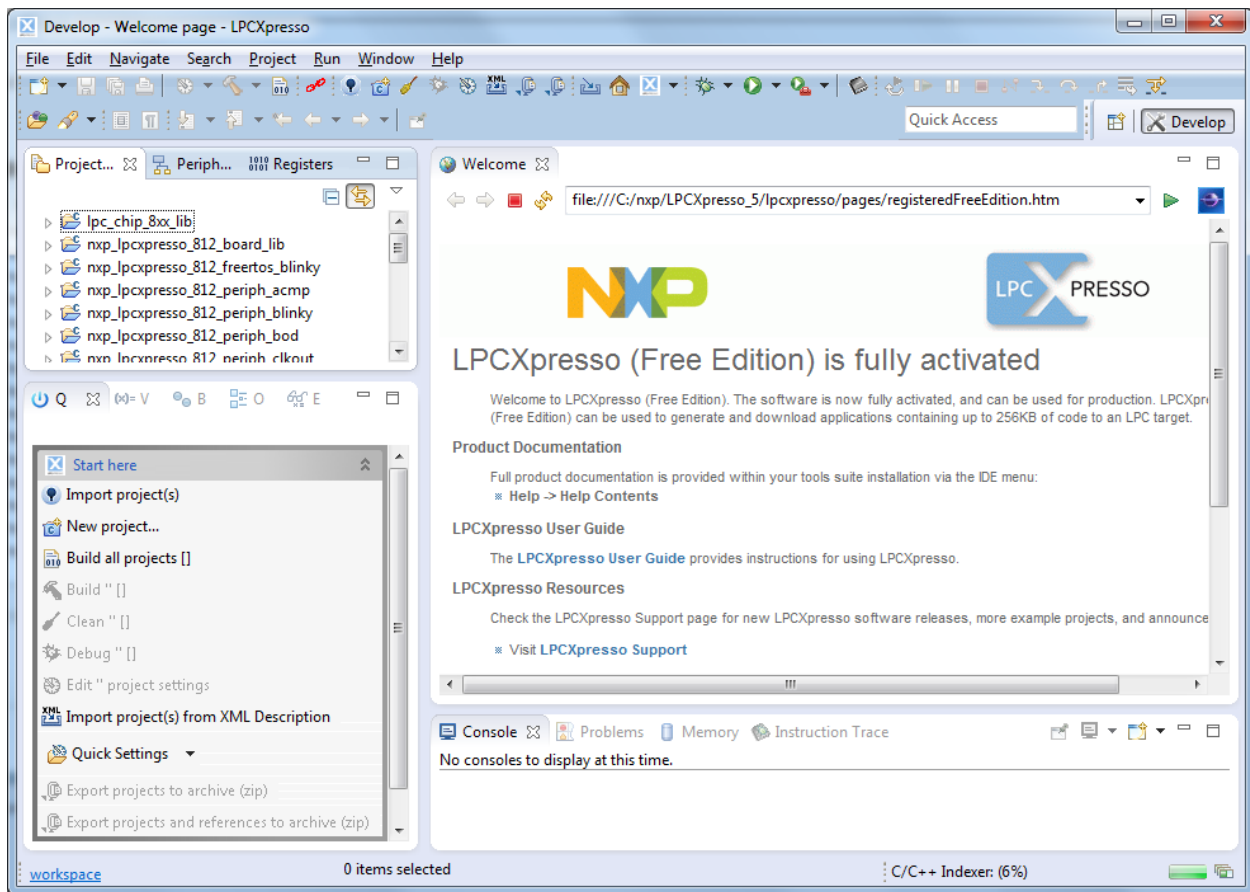 Develop - Welcome page - LPCXpresso
File Edit Navigate Search Project Run Window Help
Quick Access
Develop
Project... Periph... Registers
lpc_chip_8xx_lib
nxp_lpcxpresso_812_board_lib
nxp_lpcxpresso_812_freertos_blinky
nxp_lpcxpresso_812_periph_acmp
nxp_lpcxpresso_812_periph_blinky
nxp_lpcxpresso_812_periph_bod
nxp_lpcxpresso_812_periph_clkout
Q (x)= V B O E
Start here
Import project(s)
New project...
Build all projects []
Build '' []
Clean '' []
Debug '' []
Edit '' project settings
Import project(s) from XML Description
Quick Settings
Export projects to archive (zip)
Export projects and references to archive (zip)
Welcome
file:///C:/nxp/LPCXpresso_5/lpcxpresso/pages/registeredFreeEdition.htm
NXP
LPC XPRESSO
LPCXpresso (Free Edition) is fully activated
Welcome to LPCXpresso (Free Edition). The software is now fully activated, and can be used for production. LPCXpr
(Free Edition) can be used to generate and download applications containing up to 256KB of code to an LPC target.
Product Documentation
Full product documentation is provided within your tools suite installation via the IDE menu:
Help -> Help Contents
LPCXpresso User Guide
The LPCXpresso User Guide provides instructions for using LPCXpresso.
LPCXpresso Resources
Check the LPCXpresso Support page for new LPCXpresso software releases, more example projects, and announce
Visit LPCXpresso Support
Console Problems Memory Instruction Trace
No consoles to display at this time.
workspace
0 items selected
C/C++ Indexer: (6%)